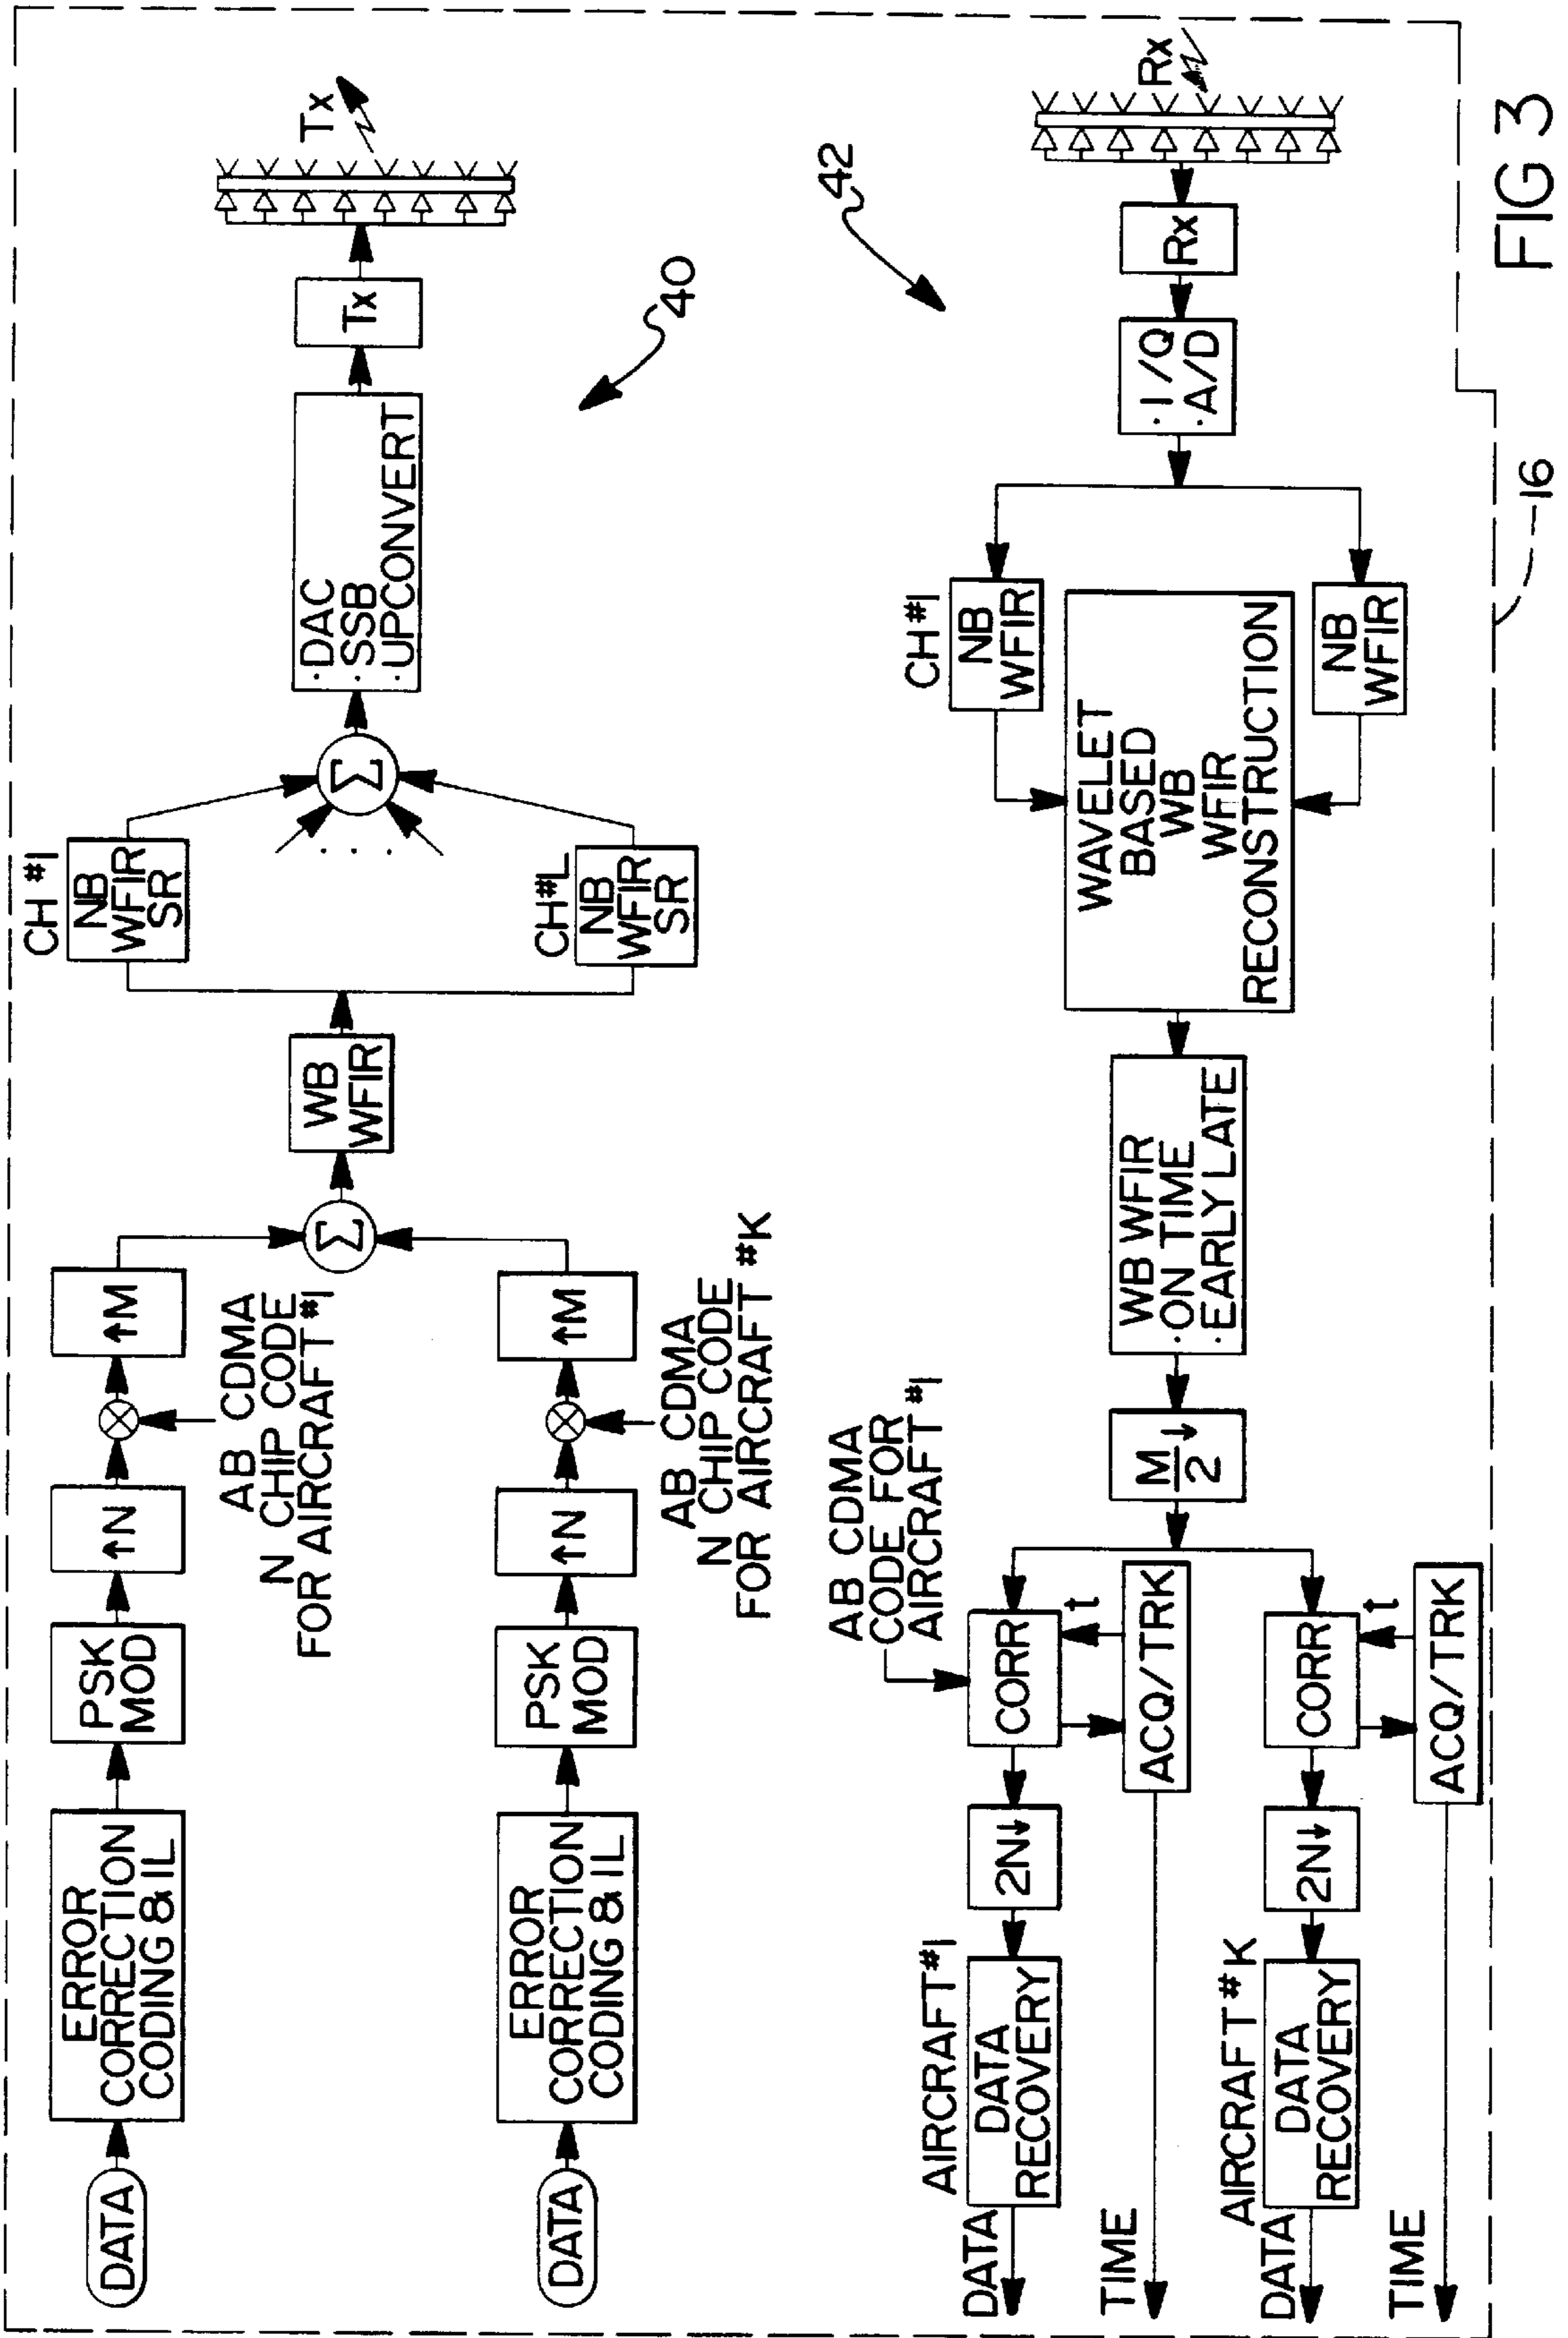 DATA
ERROR
CORRECTION
CODING & IL
PSK
MOD
↑N
AB CDMA
N CHIP CODE
FOR AIRCRAFT #1
↑M
Σ
WB
WFIR
CH #1
NB
WFIR
SR
Σ
. . .
·DAC
·SSB
·UPCONVERT
Tx
Tx
DATA
ERROR
CORRECTION
CODING & IL
PSK
MOD
↑N
AB CDMA
N CHIP CODE
FOR AIRCRAFT #K
↑M
CH #L
NB
WFIR
SR
40
42
Rx
Rx
·I/Q
·A/D
CH #1
NB
WFIR
NB
WFIR
WAVELET
BASED
WB
WFIR
RECONSTRUCTION
WB WFIR
·ON TIME
·EARLY LATE
M/2 ↓
AB CDMA
CODE FOR
AIRCRAFT #1
CORR
t
ACQ/TRK
2N↓
AIRCRAFT #1
DATA
RECOVERY
DATA
TIME
CORR
t
ACQ/TRK
2N↓
AIRCRAFT #K
DATA
RECOVERY
DATA
TIME
16
FIG 3